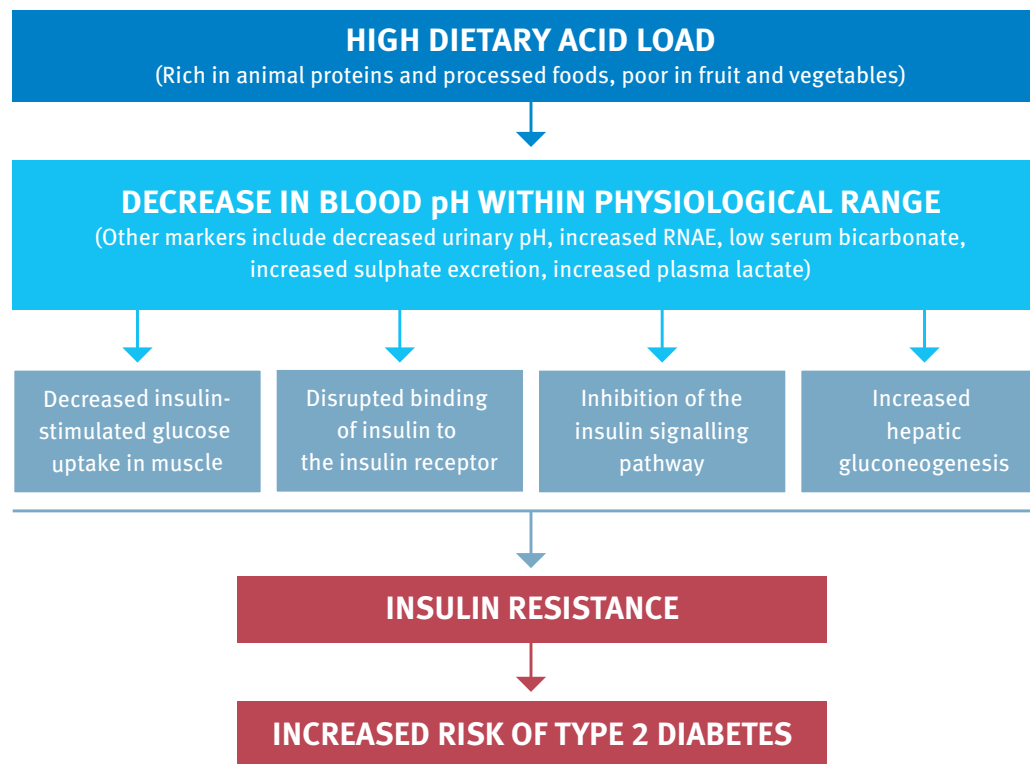 HIGH DIETARY ACID LOAD
(Rich in animal proteins and processed foods, poor in fruit and vegetables)
DECREASE IN BLOOD pH WITHIN PHYSIOLOGICAL RANGE
(Other markers include decreased urinary pH, increased RNAE, low serum bicarbonate,
increased sulphate excretion, increased plasma lactate)
Decreased insulin-
stimulated glucose
uptake in muscle
Disrupted binding
of insulin to
the insulin receptor
Inhibition of the
insulin signalling
pathway
Increased
hepatic
gluconeogenesis
INSULIN RESISTANCE
INCREASED RISK OF TYPE 2 DIABETES